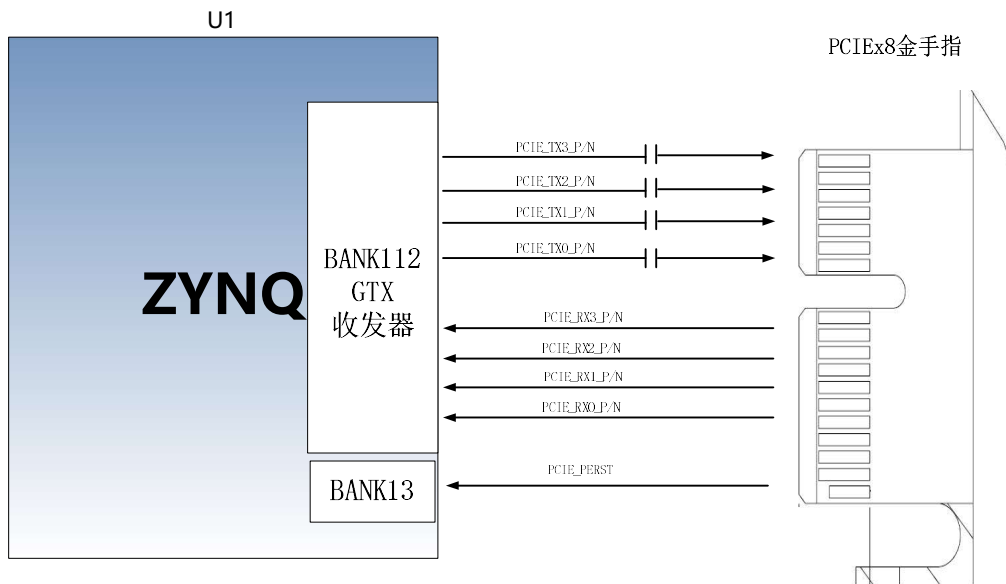 U1
PCIEx8金手指
PCIE_TX3_P/N
PCIE_TX2_P/N
PCIE_TX1_P/N
PCIE_TX0_P/N
ZYNQ
BANK112
GTX
收发器
PCIE_RX3_P/N
PCIE_RX2_P/N
PCIE_RX1_P/N
PCIE_RX0_P/N
BANK13
PCIE_PERST